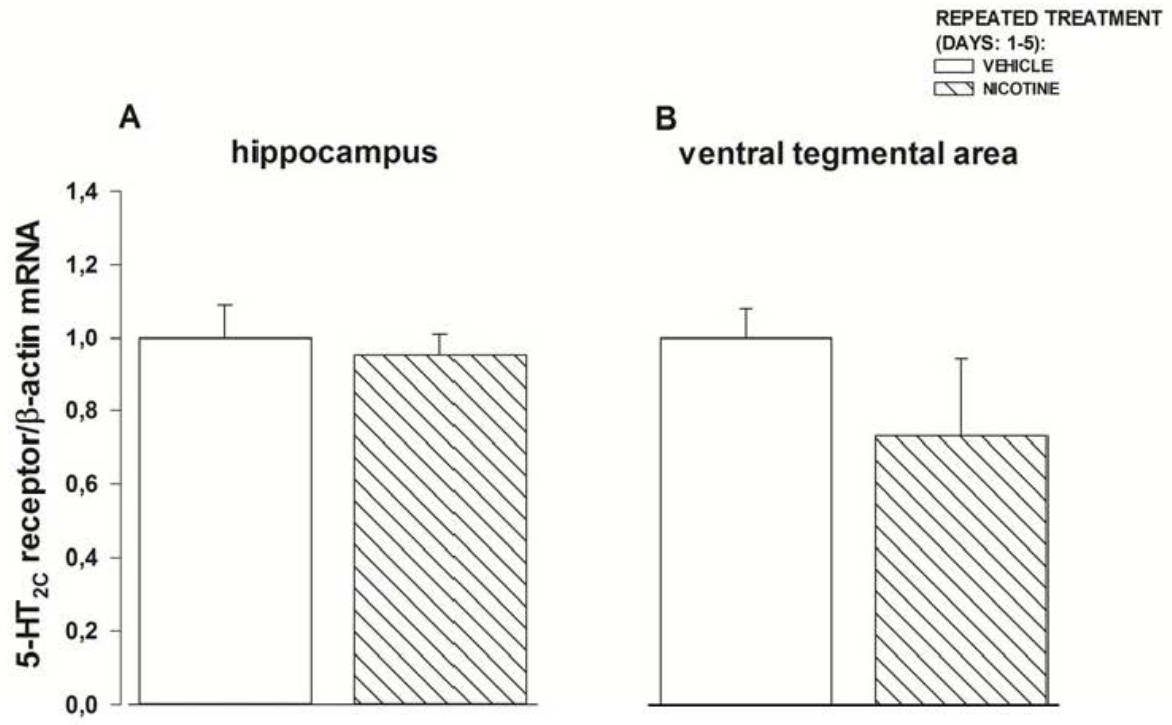 REPEATED TREATMENT
(DAYS: 1-5):
VEHICLE
NICOTINE
A
hippocampus
B
ventral tegmental area
5-HT2C receptor/β-actin mRNA
1,4
1,2
1,0
0,8
0,6
0,4
0,2
0,0